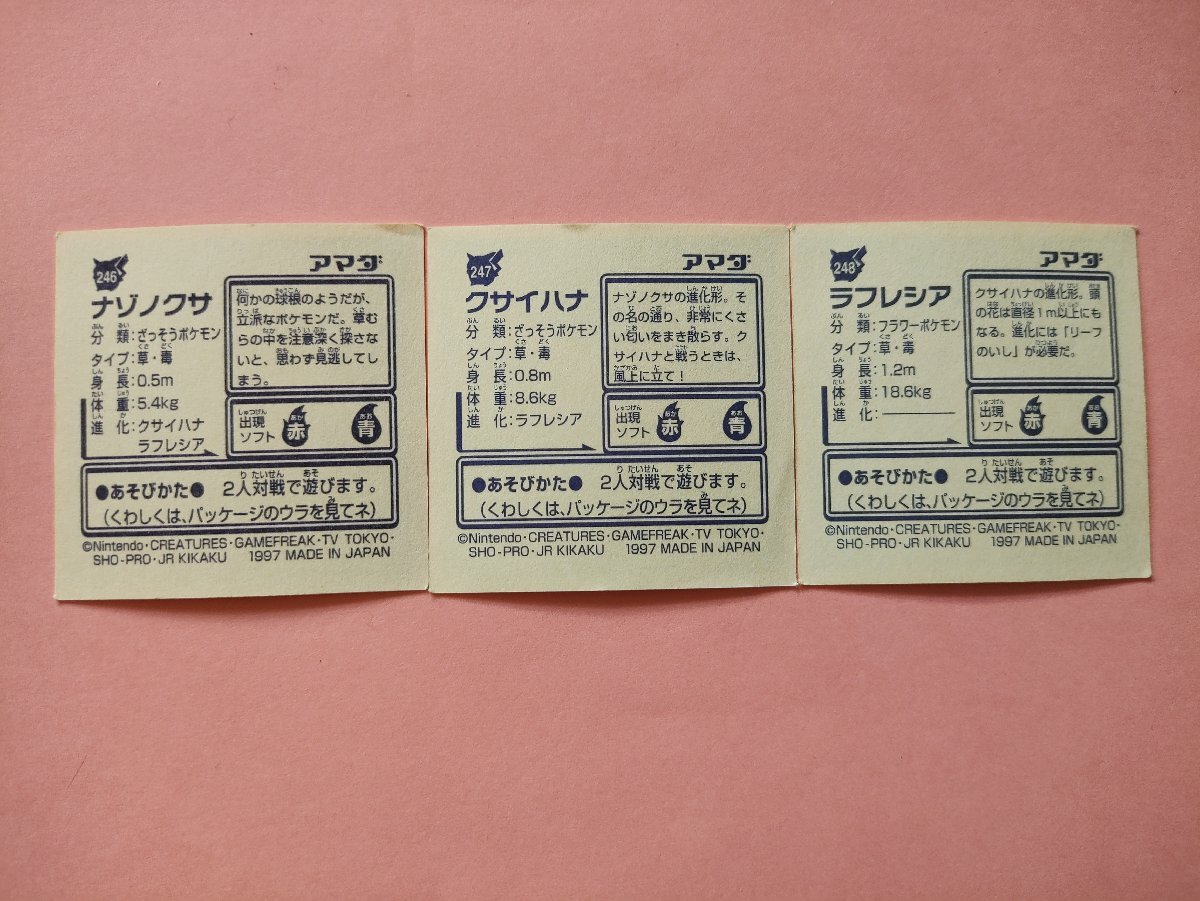 246
アマダ
ナゾノクサ
分類:ざっそうポケモン
タイプ:草・毒
身長:0.5m
体重:5.4kg
進化:クサイハナ
ラフレシア
何かの球根のようだが、
立派なポケモンだ。草む
らの中を注意深く探さな
いと、思わず見逃してし
まう。
出現
ソフト
赤
青
●あそびかた● 2人対戦で遊びます。
(くわしくは、パッケージのウラを見てネ)
©Nintendo・CREATURES・GAMEFREAK・TV TOKYO・
SHO-PRO・JR KIKAKU 1997 MADE IN JAPAN
247
アマダ
クサイハナ
分類:ざっそうポケモン
タイプ:草・毒
身長:0.8m
体重:8.6kg
進化:ラフレシア
ナゾノクサの進化形。そ
の名の通り、非常にくさ
い匂いをまき散らす。ク
サイハナと戦うときは、
風上に立て!
出現
ソフト
赤
青
●あそびかた● 2人対戦で遊びます。
(くわしくは、パッケージのウラを見てネ)
©Nintendo・CREATURES・GAMEFREAK・TV TOKYO・
SHO-PRO・JR KIKAKU 1997 MADE IN JAPAN
248
アマダ
ラフレシア
分類:フラワーポケモン
タイプ:草・毒
身長:1.2m
体重:18.6kg
進化:———
クサイハナの進化形。頭
の花は直径1m以上にも
なる。進化には「リーフ
のいし」が必要だ。
出現
ソフト
赤
青
●あそびかた● 2人対戦で遊びます。
(くわしくは、パッケージのウラを見てネ)
©Nintendo・CREATURES・GAMEFREAK・TV TOKYO・
SHO-PRO・JR KIKAKU 1997 MADE IN JAPAN